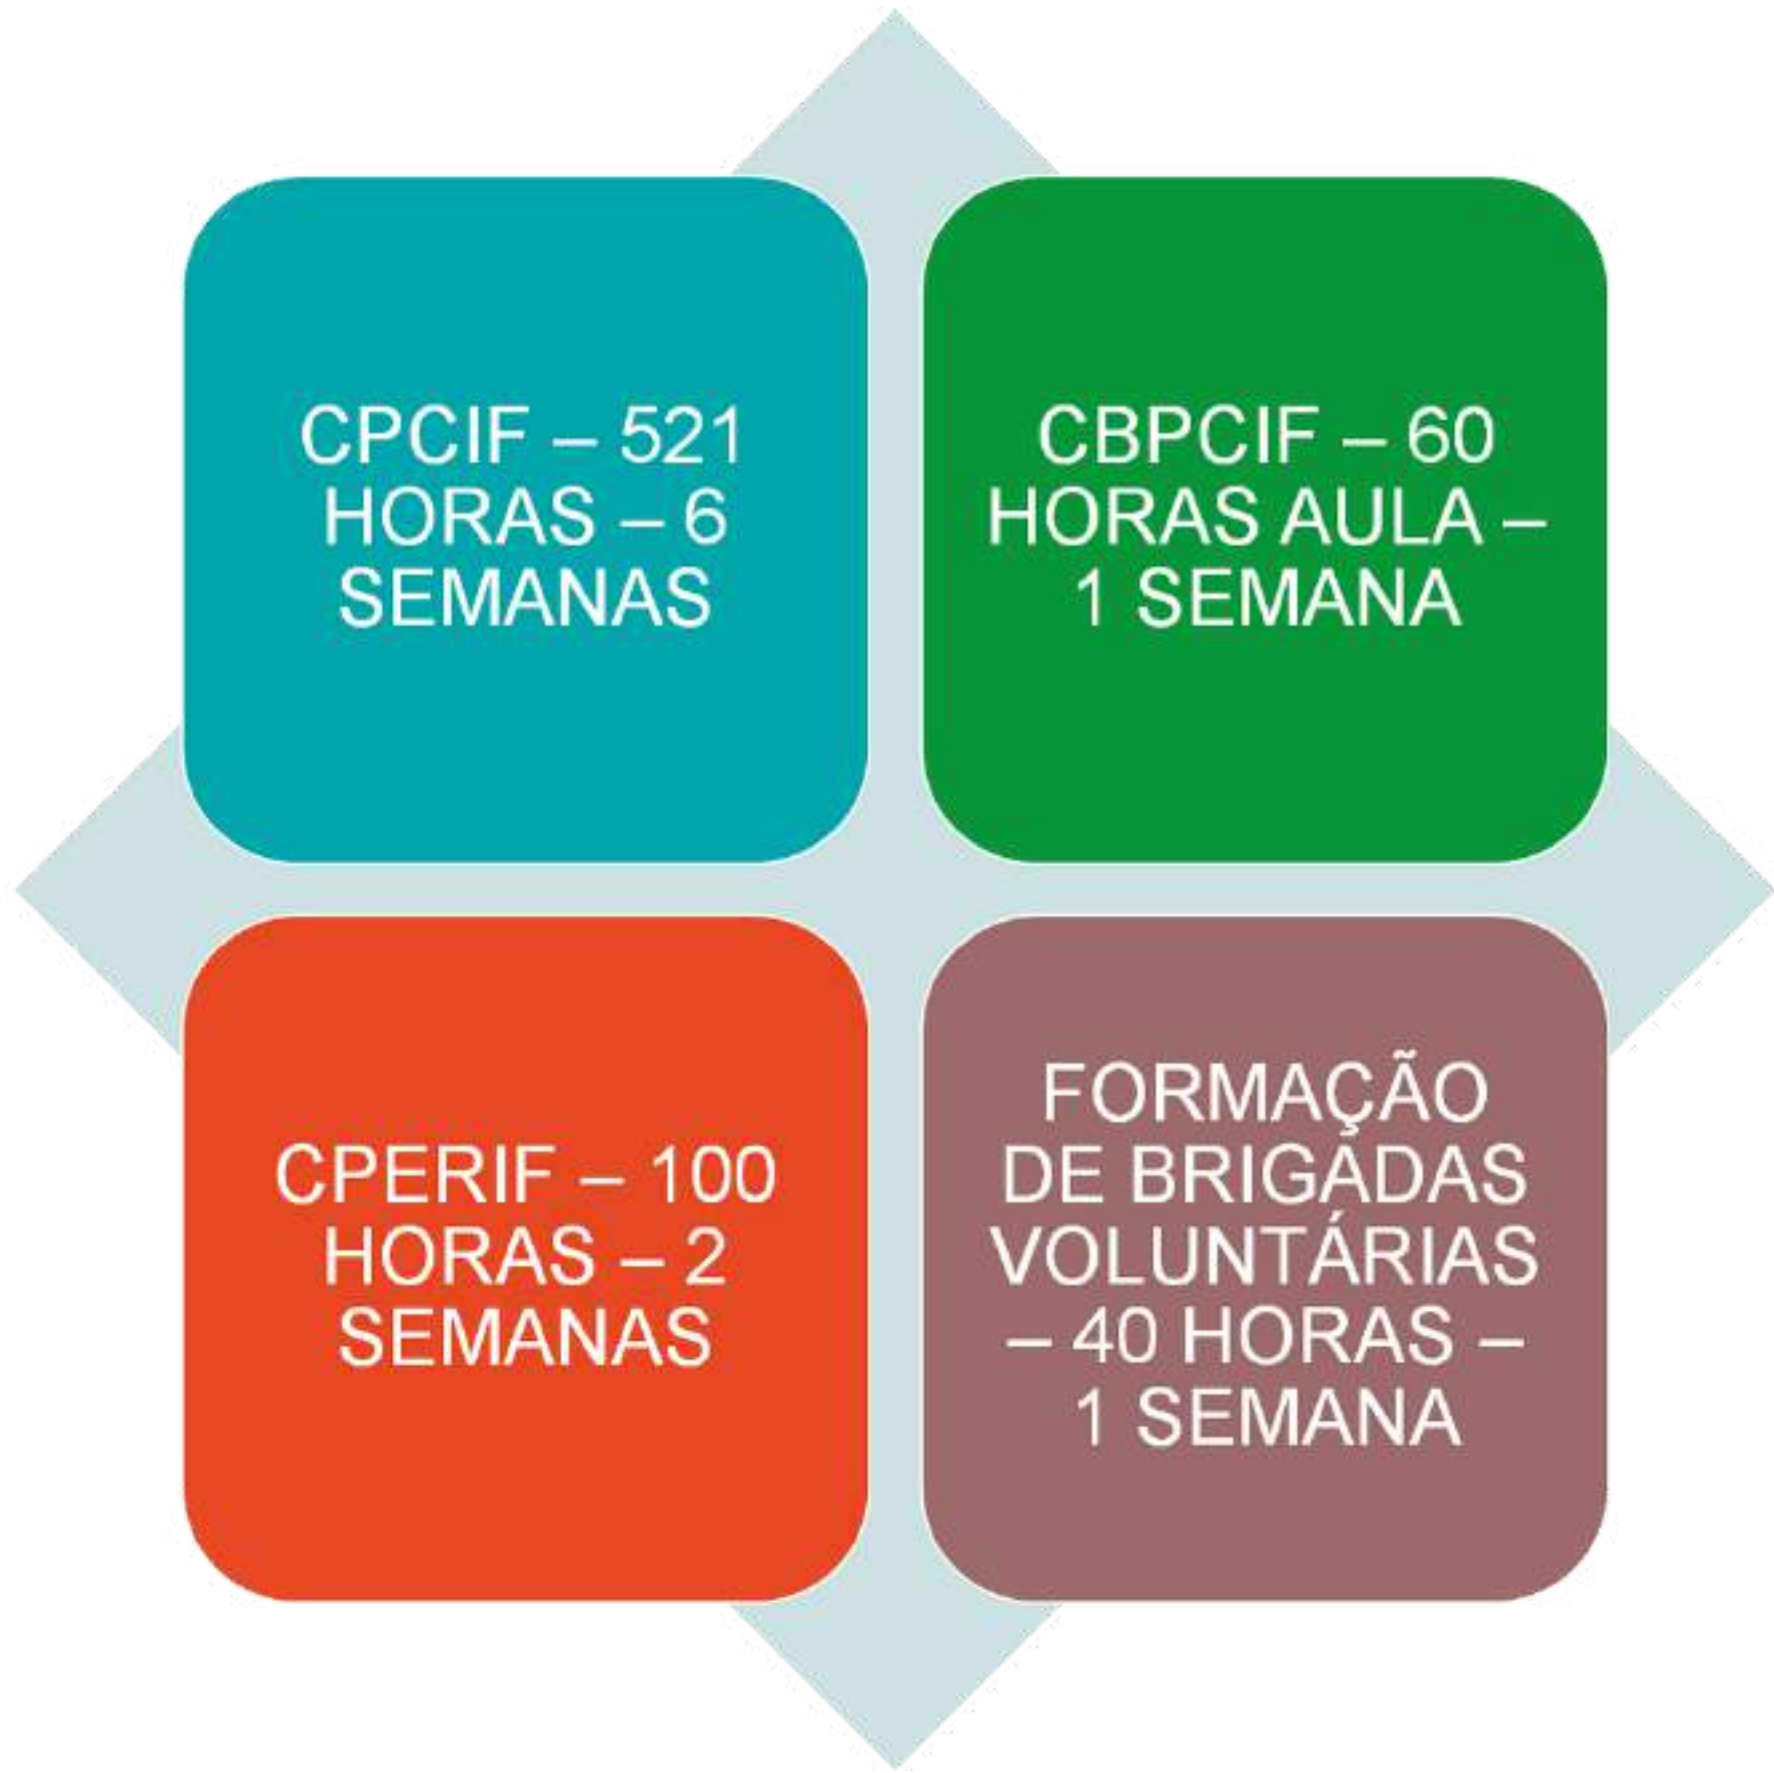 CPCIF – 521
HORAS – 6
SEMANAS
CBPCIF – 60
HORAS AULA –
1 SEMANA
CPERIF – 100
HORAS – 2
SEMANAS
FORMAÇÃO
DE BRIGADAS
VOLUNTÁRIAS
– 40 HORAS –
1 SEMANA